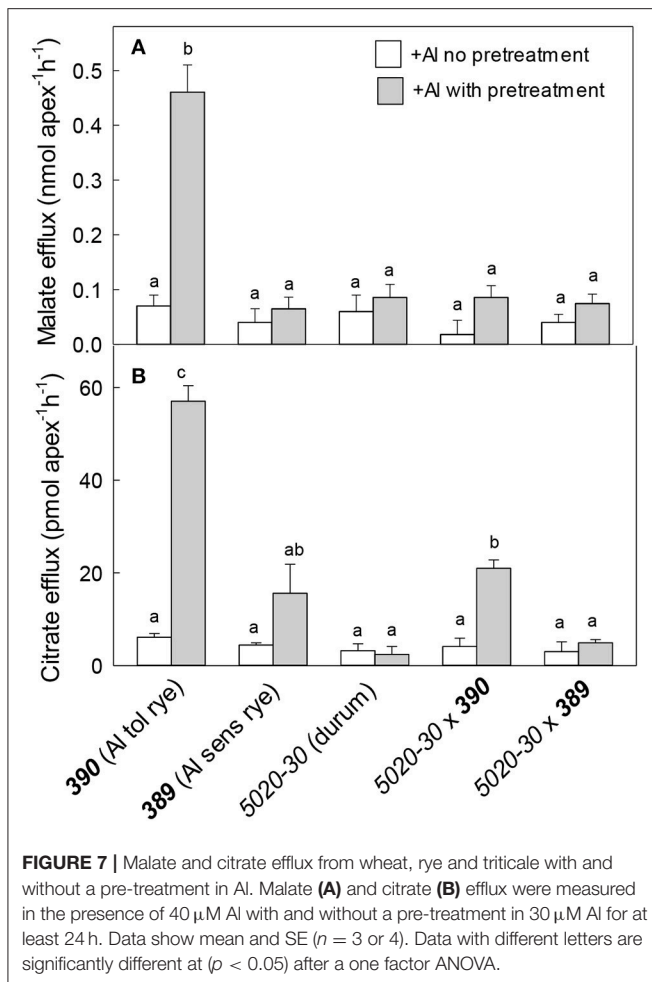 A
+Al no pretreatment
+Al with pretreatment
Malate efflux (nmol apex⁻¹h⁻¹)
0.5
0.4
0.3
0.2
0.1
0.0
a
b
a
a
a
a
a
a
a
a
B
Citrate efflux (pmol apex⁻¹h⁻¹)
60
40
20
0
a
c
a
ab
a
a
a
b
a
a
390 (Al tol rye)
389 (Al sens rye)
5020-30 (durum)
5020-30 x 390
5020-30 x 389
FIGURE 7 | Malate and citrate efflux from wheat, rye and triticale with and
without a pre-treatment in Al. Malate (A) and citrate (B) efflux were measured
in the presence of 40 μM Al with and without a pre-treatment in 30 μM Al for at
least 24 h. Data show mean and SE (n = 3 or 4). Data with different letters are
significantly different at (p < 0.05) after a one factor ANOVA.